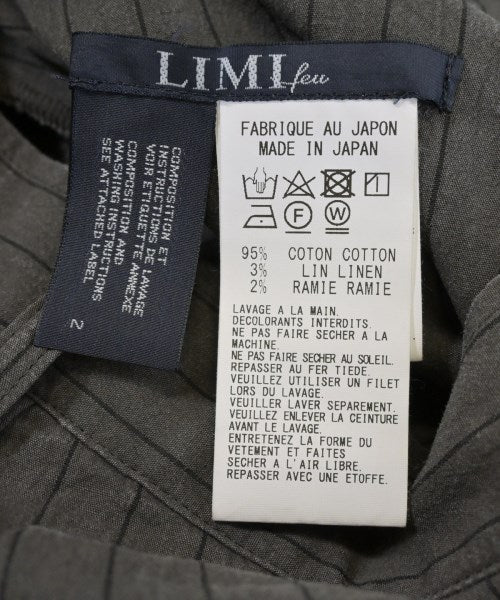 LIMI feu
COMPOSITION ET
INSTRUCTIONS DE LAVAGE
VOIR ETIQUETTE ANNEXE
COMPOSITION AND
WASHING INSTRUCTIONS
SEE ATTACHED LABEL
2
FABRIQUE AU JAPON
MADE IN JAPAN
F W
95% COTON COTTON
3% LIN LINEN
2% RAMIE RAMIE
LAVAGE A LA MAIN.
DECOLORANTS INTERDITS.
NE PAS FAIRE SECHER A LA
MACHINE.
NE PAS FAIRE SECHER AU SOLEIL.
REPASSER AU FER TIEDE.
VEUILLEZ UTILISER UN FILET
LORS DU LAVAGE.
VEUILLER LAVER SEPAREMENT.
VEUILLEZ ENLEVER LA CEINTURE
AVANT LE LAVAGE.
ENTRETENEZ LA FORME DU
VETEMENT ET FAITES
SECHER A L'AIR LIBRE.
REPASSER AVEC UNE ETOFFE.